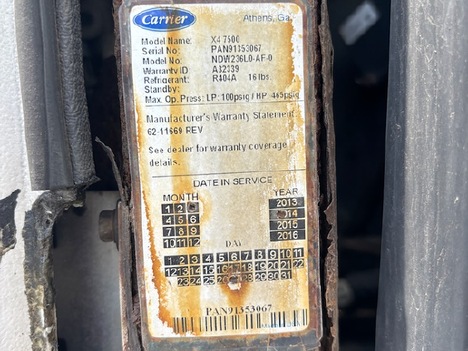 Carrier
Athens, Ga.
Model Name: X4 7500
Serial No: PAN91353067
Model No: NDW236L0-AF-0
Warranty ID: A32339
Refrigerant: R404A 16 lbs.
Standby:
Max. Op. Press: LP: 100psig / HP: 465psig
Manufacturer's Warranty Statement:
62-11669 REV
See dealer for warranty coverage
details.
DATE IN SERVICE
MONTH YEAR
1 2 2013
4 5 6 2014
7 8 9 2015
10 11 12 2016
DAY
1 2 3 4 5 6 7 8 9 10 11
12 13 14 15 16 17 18 19 20 21 22
23 24 25 26 28 29 30 31
PAN91353067